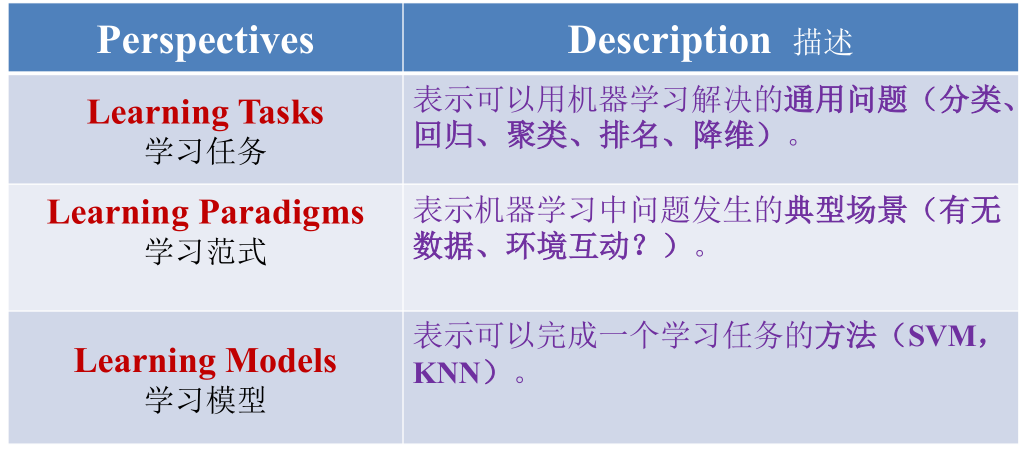 Perspectives
Description 描述
Learning Tasks
学习任务
表示可以用机器学习解决的通用问题（分类、
回归、聚类、排名、降维）。
Learning Paradigms
学习范式
表示机器学习中问题发生的典型场景（有无
数据、环境互动？）。
Learning Models
学习模型
表示可以完成一个学习任务的方法（SVM，
KNN）。